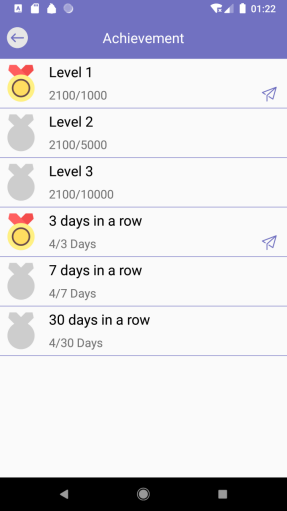 A
01:22
Achievement
Level 1
2100/1000
Level 2
2100/5000
Level 3
2100/10000
3 days in a row
4/3 Days
7 days in a row
4/7 Days
30 days in a row
4/30 Days